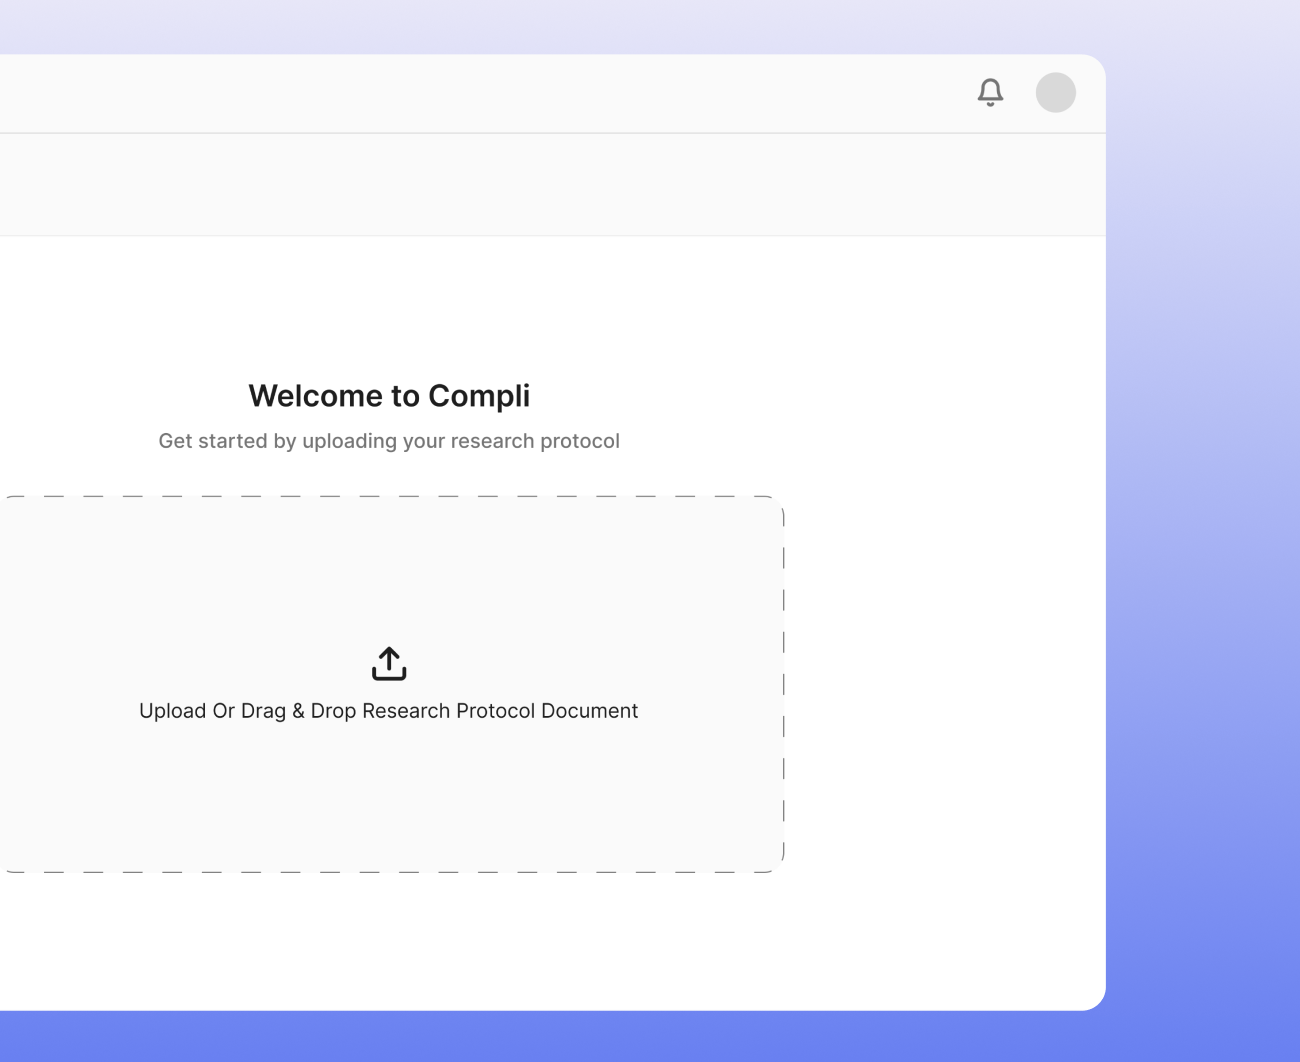 Welcome to Compli
Get started by uploading your research protocol
Upload Or Drag & Drop Research Protocol Document